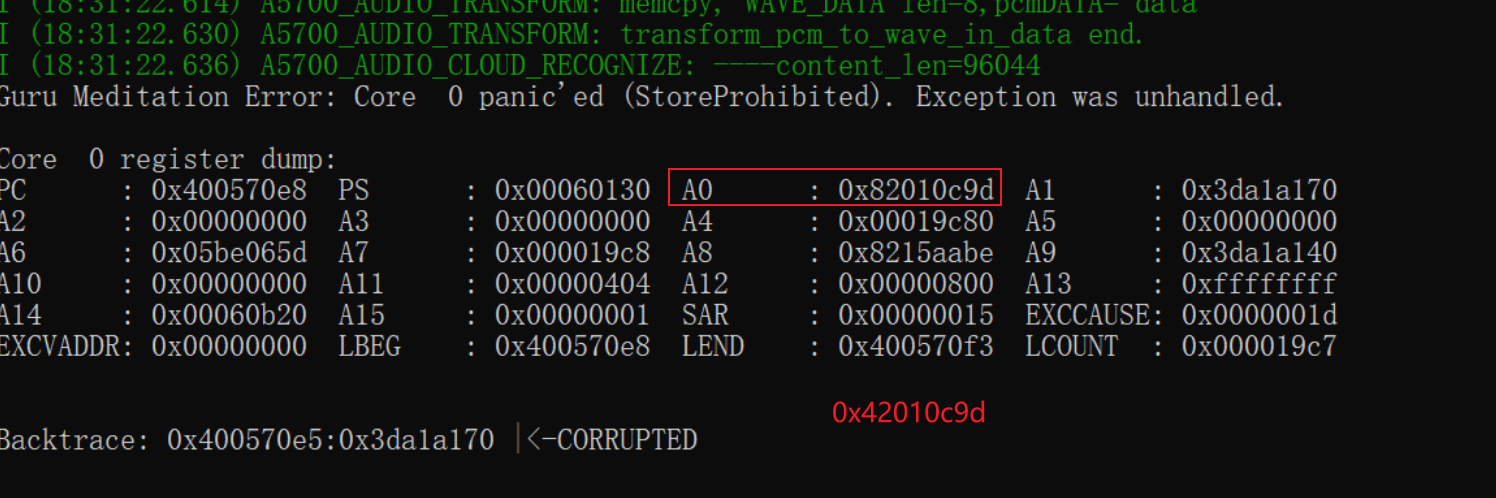 I (18:31:22.614) A5700_AUDIO_TRANSFORM: memcpy, WAVE_DATA len=8,pcmDATA= data
I (18:31:22.630) A5700_AUDIO_TRANSFORM: transform_pcm_to_wave_in_data end.
I (18:31:22.636) A5700_AUDIO_CLOUD_RECOGNIZE: ----content_len=96044
Guru Meditation Error: Core  0 panic'ed (StoreProhibited). Exception was unhandled.
Core  0 register dump:
PC      : 0x400570e8  PS      : 0x00060130  A0      : 0x82010c9d  A1      : 0x3da1a170
A2      : 0x00000000  A3      : 0x00000000  A4      : 0x00019c80  A5      : 0x00000000
A6      : 0x05be065d  A7      : 0x000019c8  A8      : 0x8215aabe  A9      : 0x3da1a140
A10     : 0x00000000  A11     : 0x00000404  A12     : 0x00000800  A13     : 0xffffffff
A14     : 0x00060b20  A15     : 0x00000001  SAR     : 0x00000015  EXCCAUSE: 0x0000001d
EXCVADDR: 0x00000000  LBEG    : 0x400570e8  LEND    : 0x400570f3  LCOUNT  : 0x000019c7
0x42010c9d
Backtrace: 0x400570e5:0x3da1a170 |<-CORRUPTED